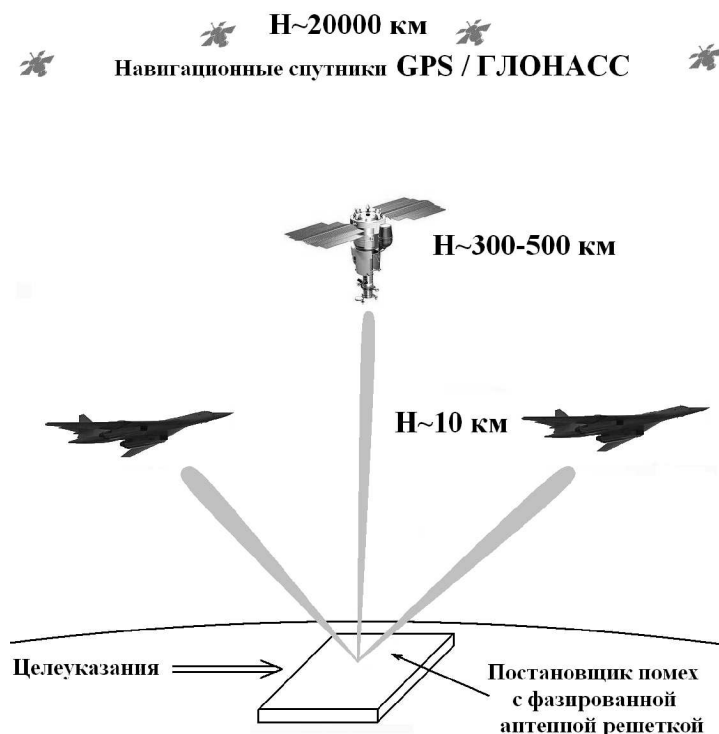 H~20000 км
Навигационные спутники GPS / ГЛОНАСС
H~300-500 км
H~10 км
Целеуказания
Постановщик помех
с фазированной
антенной решеткой